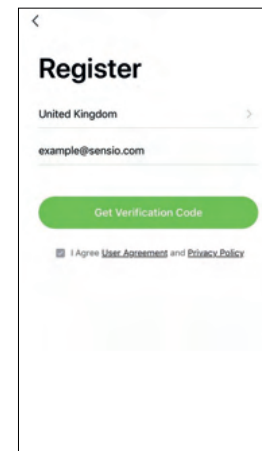 Register
United Kingdom
example@sensio.com
Get Verification Code
I Agree User Agreement and Privacy Policy